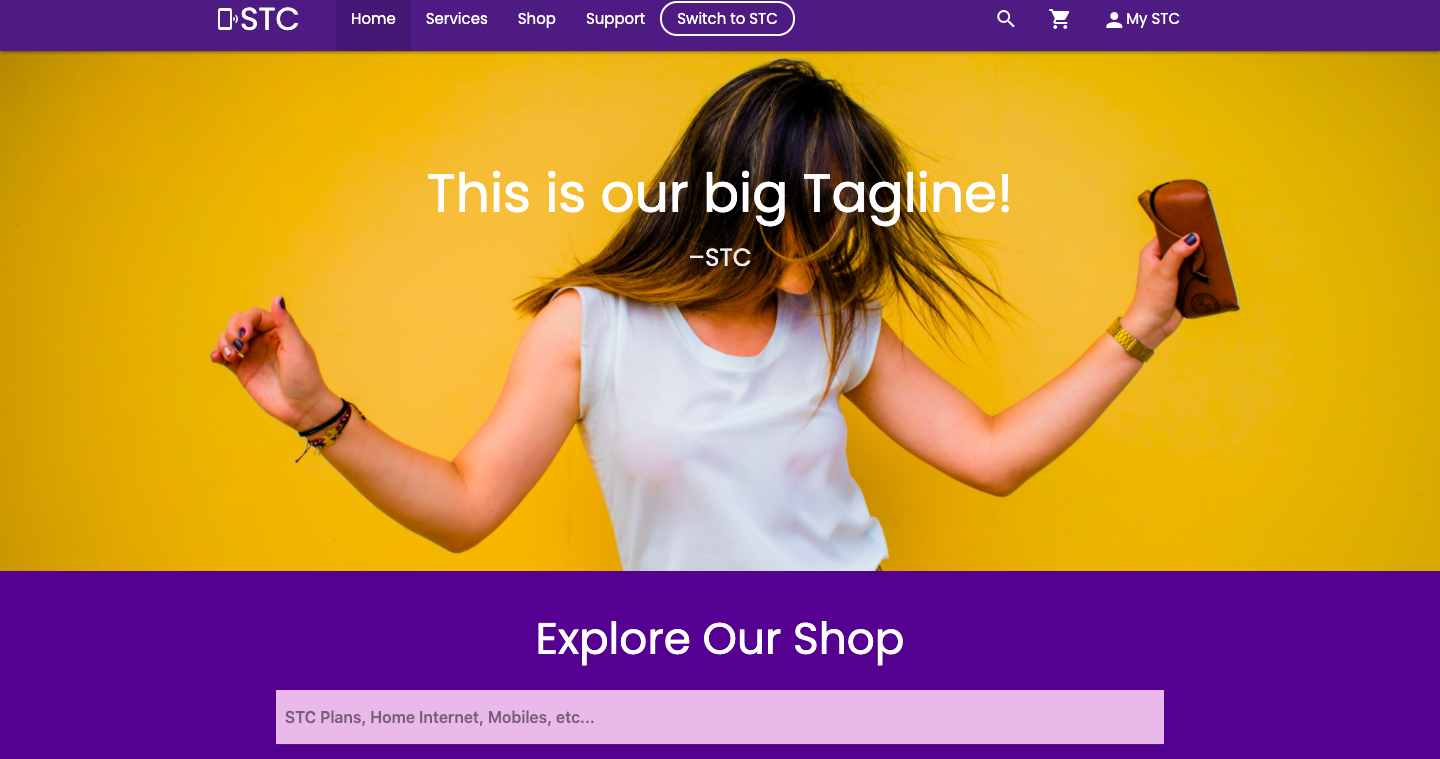 STC
Home
Services
Shop
Support
Switch to STC
My STC
This is our big Tagline!
–STC
Explore Our Shop
STC Plans, Home Internet, Mobiles, etc...